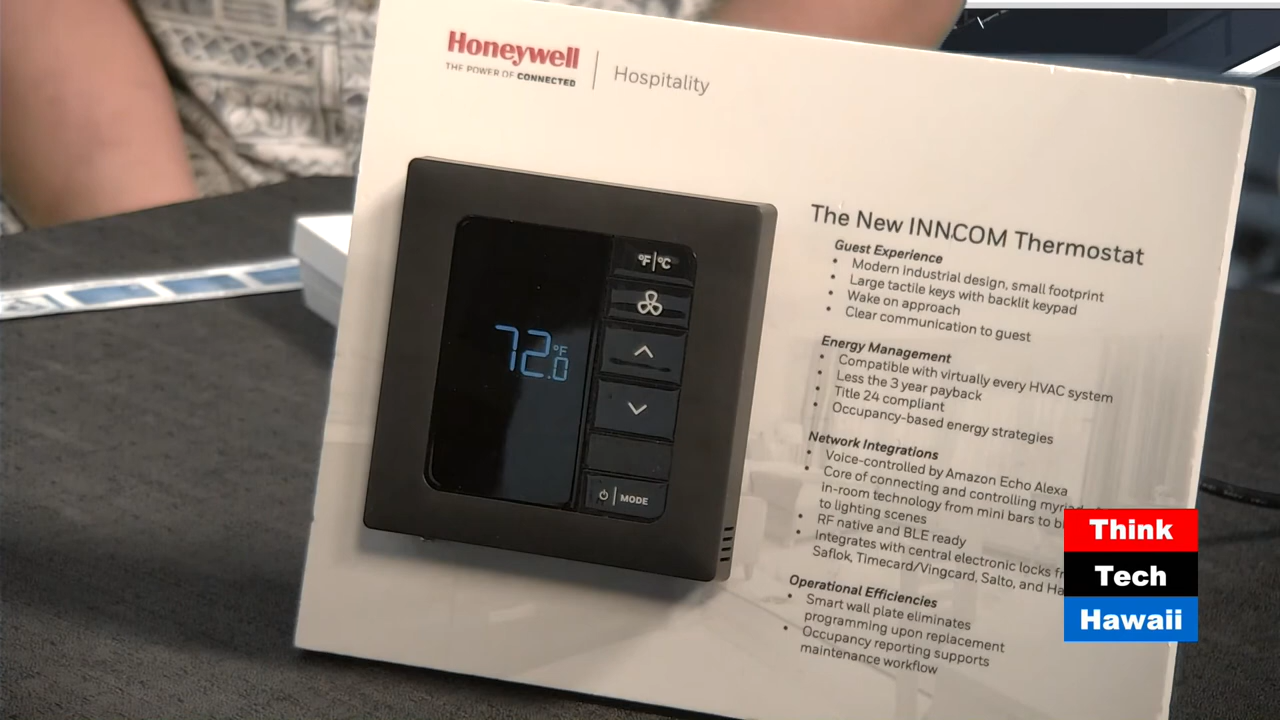 Honeywell
THE POWER OF CONNECTED
Hospitality
°F|°C
72.0 °F
MODE
The New INNCOM Thermostat
Guest Experience
• Modern industrial design, small footprint
• Large tactile keys with backlit keypad
• Wake on approach
• Clear communication to guest
Energy Management
• Compatible with virtually every HVAC system
• Less the 3 year payback
• Title 24 compliant
• Occupancy-based energy strategies
Network Integrations
• Voice-controlled by Amazon Echo Alexa
• Core of connecting and controlling
in-room technology from mini bars to
to lighting scenes
• RF native and BLE ready
• Integrates with central electronic locks
Saflok, Timecard/Vingcard, Salto, and
Operational Efficiencies
• Smart wall plate eliminates
programming upon replacement
• Occupancy reporting supports
maintenance workflow
Think
Tech
Hawaii